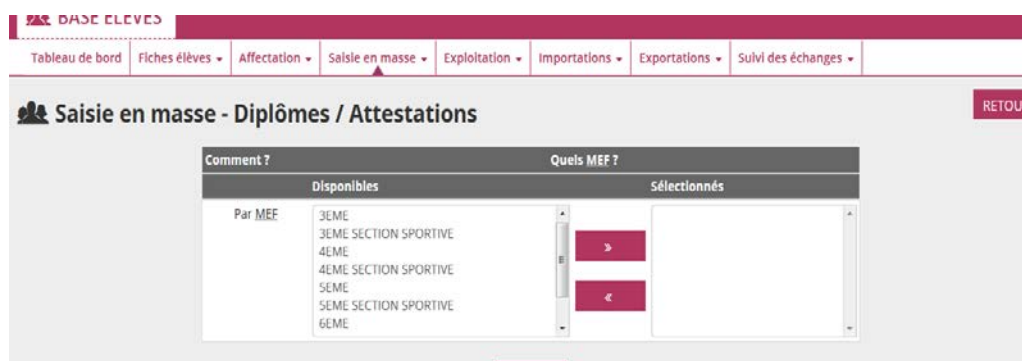 BASE ELEVES
Tableau de bord Fiches élèves Affectation Saisie en masse Exploitation Importations Exportations Suivi des échanges
Saisie en masse - Diplômes / Attestations
RETOU
Comment ? Quels MEF ?
Disponibles Sélectionnés
Par MEF
3EME
3EME SECTION SPORTIVE
4EME
4EME SECTION SPORTIVE
5EME
5EME SECTION SPORTIVE
6EME
»
«